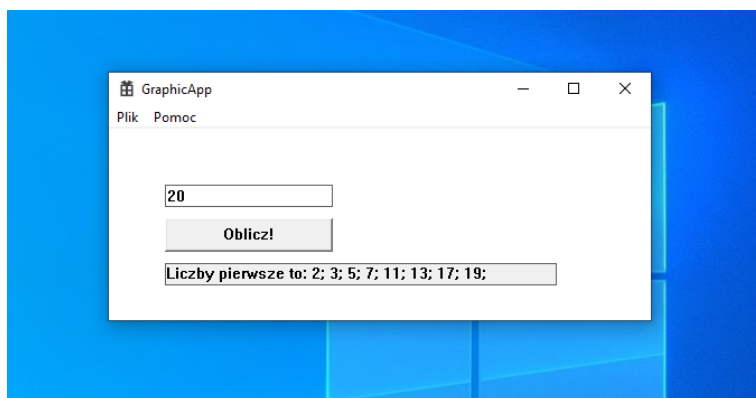 GraphicApp
Plik Pomoc
20
Oblicz!
Liczby pierwsze to: 2; 3; 5; 7; 11; 13; 17; 19;